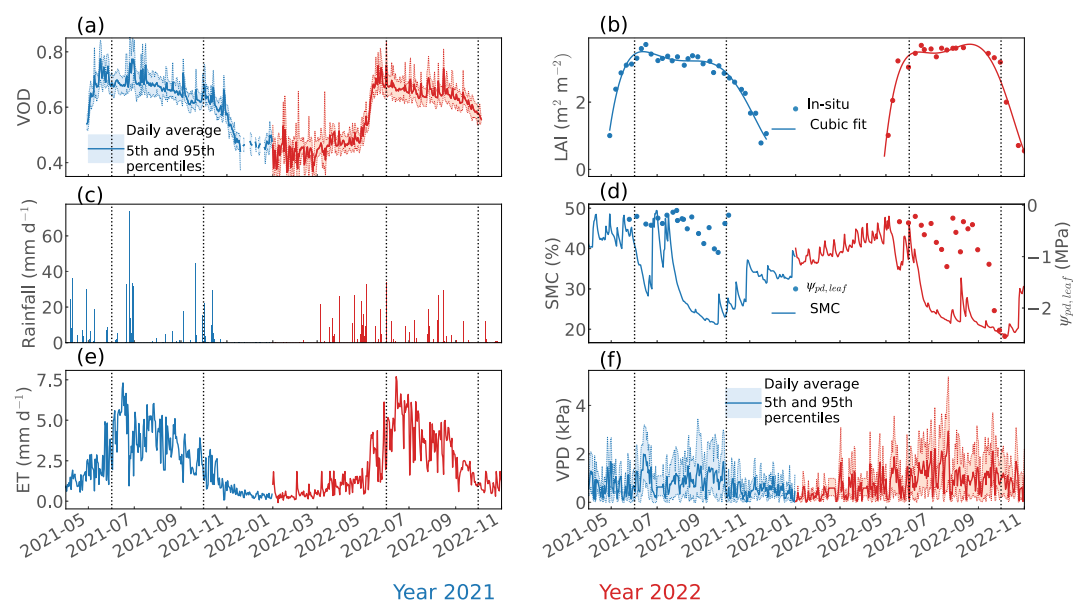 (a)
VOD
0.8
0.6
0.4
Daily average
5th and 95th
percentiles
(b)
LAI (m² m⁻²)
2
0
In-situ
Cubic fit
(c)
Rainfall (mm d⁻¹)
60
40
20
0
(d)
SMC (%)
50
40
30
20
ψpd,leaf
SMC
0
−1
−2
ψpd,leaf (MPa)
(e)
ET (mm d⁻¹)
7.5
5.0
2.5
0.0
2021-05
2021-07
2021-09
2021-11
2022-01
2022-03
2022-05
2022-07
2022-09
2022-11
(f)
VPD (kPa)
4
2
0
Daily average
5th and 95th
percentiles
2021-05
2021-07
2021-09
2021-11
2022-01
2022-03
2022-05
2022-07
2022-09
2022-11
Year 2021
Year 2022